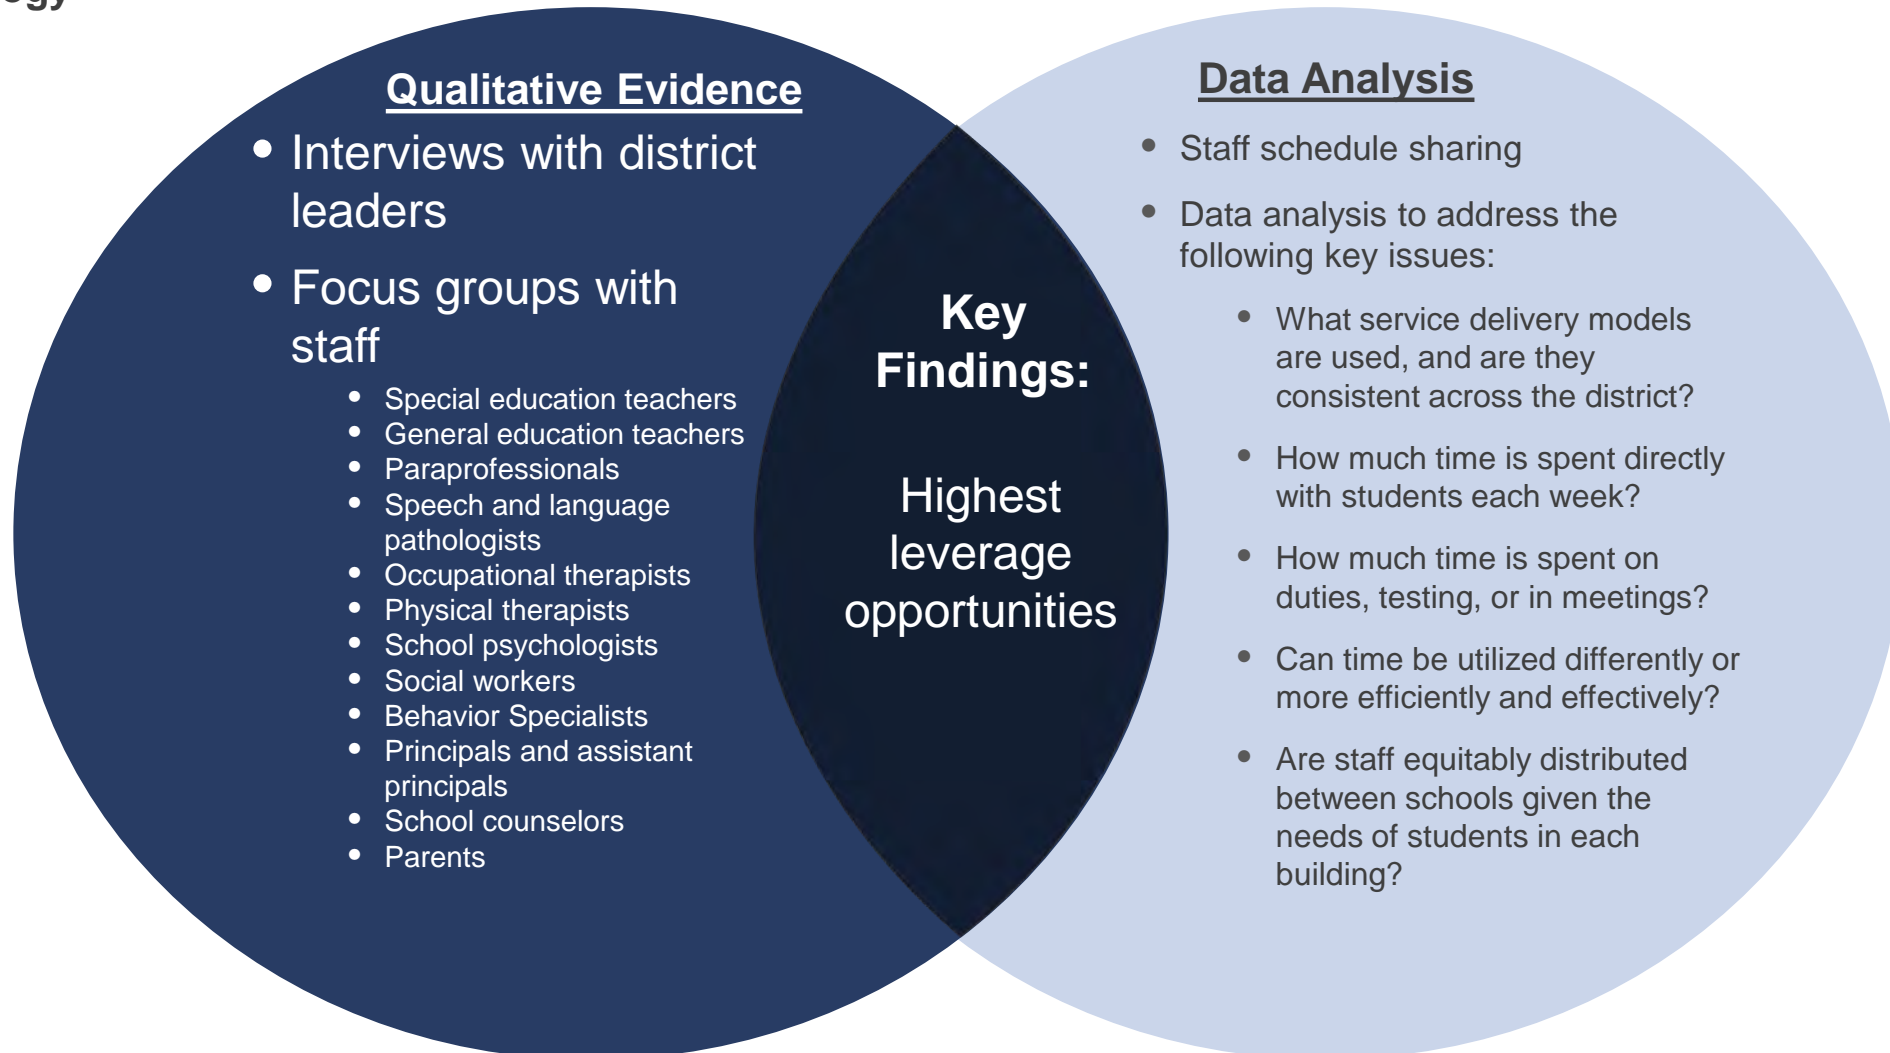 Qualitative Evidence
• Interviews with district
leaders
• Focus groups with
staff
• Special education teachers
• General education teachers
• Paraprofessionals
• Speech and language
pathologists
• Occupational therapists
• Physical therapists
• School psychologists
• Social workers
• Behavior Specialists
• Principals and assistant
principals
• School counselors
• Parents
Key
Findings:
Highest
leverage
opportunities
Data Analysis
• Staff schedule sharing
• Data analysis to address the
following key issues:
• What service delivery models
are used, and are they
consistent across the district?
• How much time is spent directly
with students each week?
• How much time is spent on
duties, testing, or in meetings?
• Can time be utilized differently or
more efficiently and effectively?
• Are staff equitably distributed
between schools given the
needs of students in each
building?